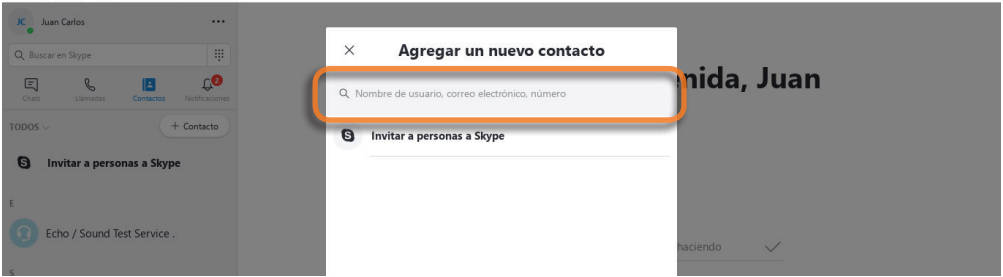 JC Juan Carlos
Buscar en Skype
Chats Llamadas Contactos Notificaciones
2
TODOS
+ Contacto
Invitar a personas a Skype
E
Echo / Sound Test Service .
S
Agregar un nuevo contacto
Nombre de usuario, correo electrónico, número
Invitar a personas a Skype
nida, Juan
haciendo